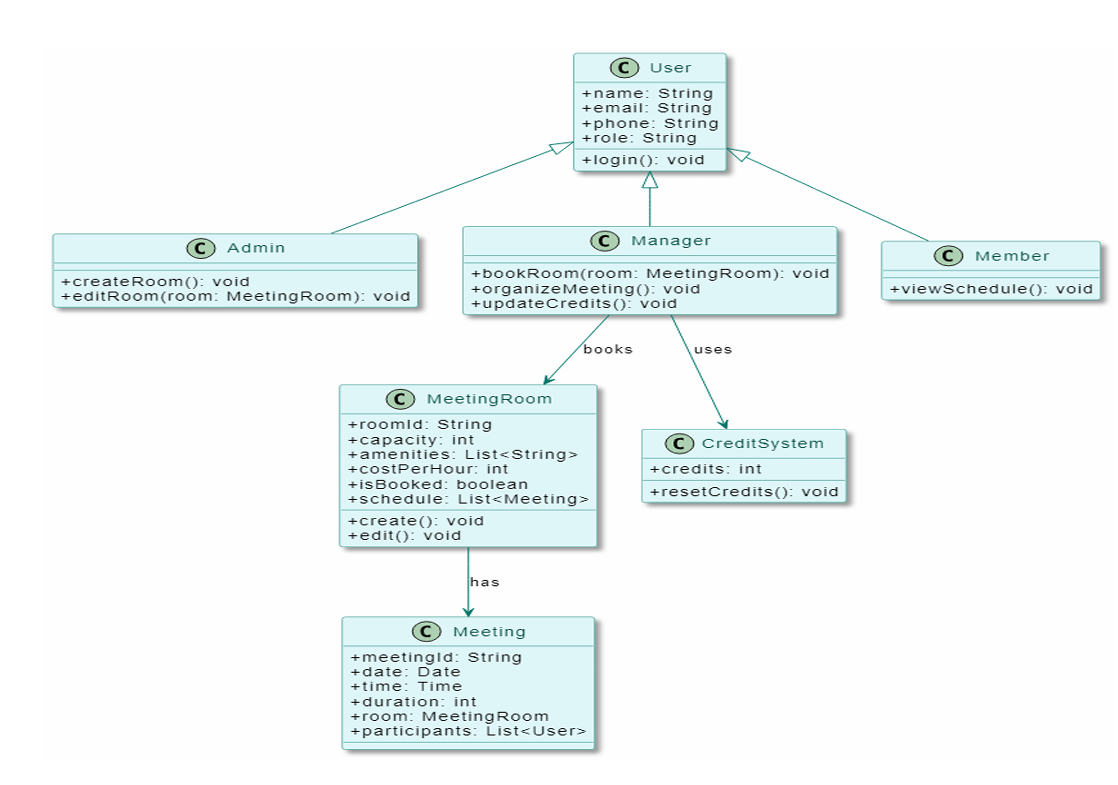 C User
+name: String
+email: String
+phone: String
+role: String
+login(): void
C Admin
+createRoom(): void
+editRoom(room: MeetingRoom): void
C Manager
+bookRoom(room: MeetingRoom): void
+organizeMeeting(): void
+updateCredits(): void
C Member
+viewSchedule(): void
books
uses
C MeetingRoom
+roomId: String
+capacity: int
+amenities: List<String>
+costPerHour: int
+isBooked: boolean
+schedule: List<Meeting>
+create(): void
+edit(): void
C CreditSystem
+credits: int
+resetCredits(): void
has
C Meeting
+meetingId: String
+date: Date
+time: Time
+duration: int
+room: MeetingRoom
+participants: List<User>